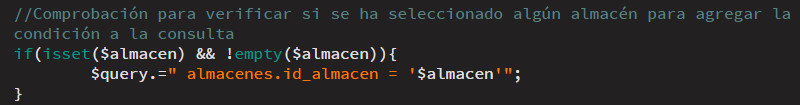 //Comprobación para verificar si se ha seleccionado algún almacén para agregar la
condición a la consulta
if(isset($almacen) && !empty($almacen)){
        $query.=" almacenes.id_almacen = '$almacen'";
}